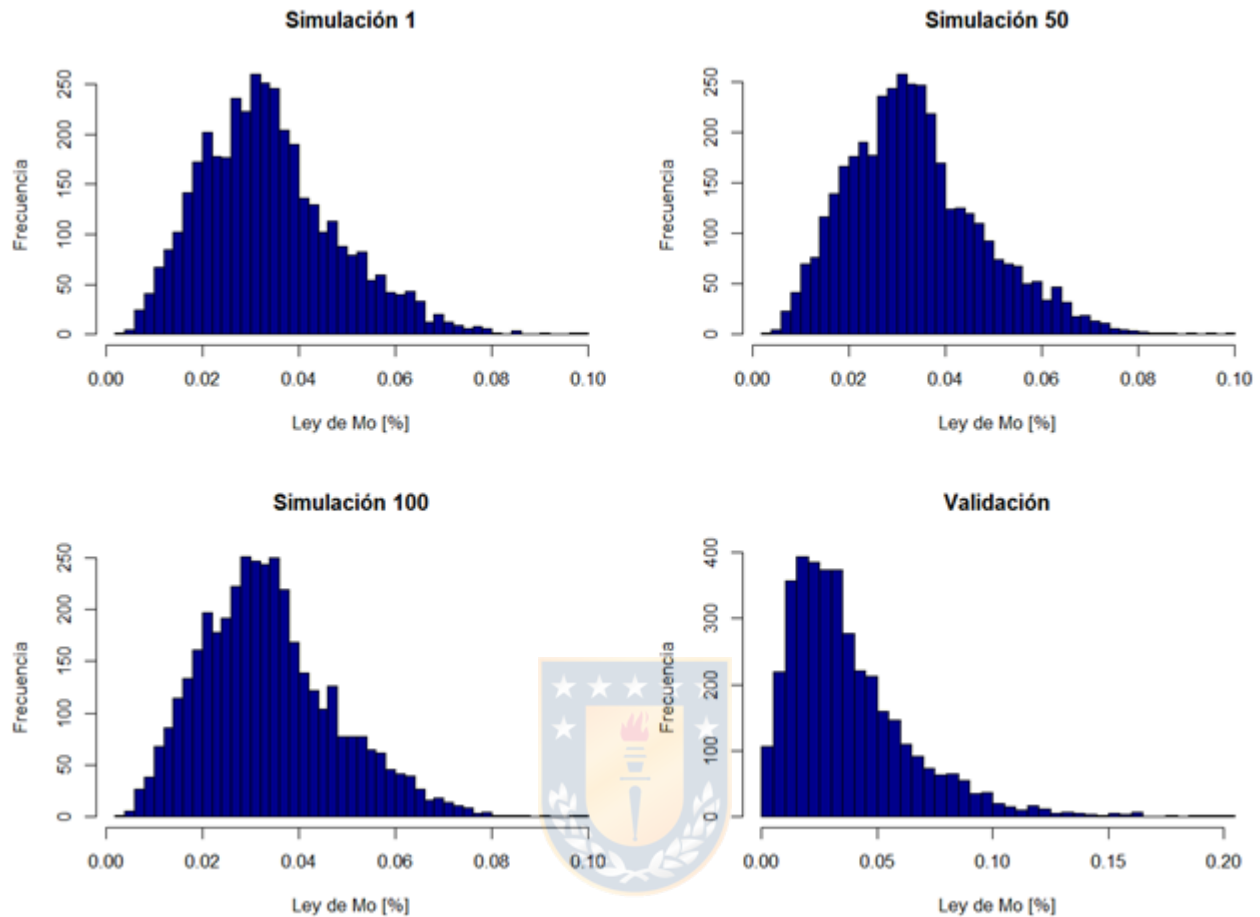 Simulación 1
Frecuencia
250
200
150
100
50
0
0.00 0.02 0.04 0.06 0.08 0.10
Ley de Mo [%]
Simulación 50
Frecuencia
250
200
150
100
50
0
0.00 0.02 0.04 0.06 0.08 0.10
Ley de Mo [%]
Simulación 100
Frecuencia
250
200
150
100
50
0
0.00 0.02 0.04 0.06 0.08 0.10
Ley de Mo [%]
Validación
Frecuencia
400
300
200
100
0
0.00 0.05 0.10 0.15 0.20
Ley de Mo [%]